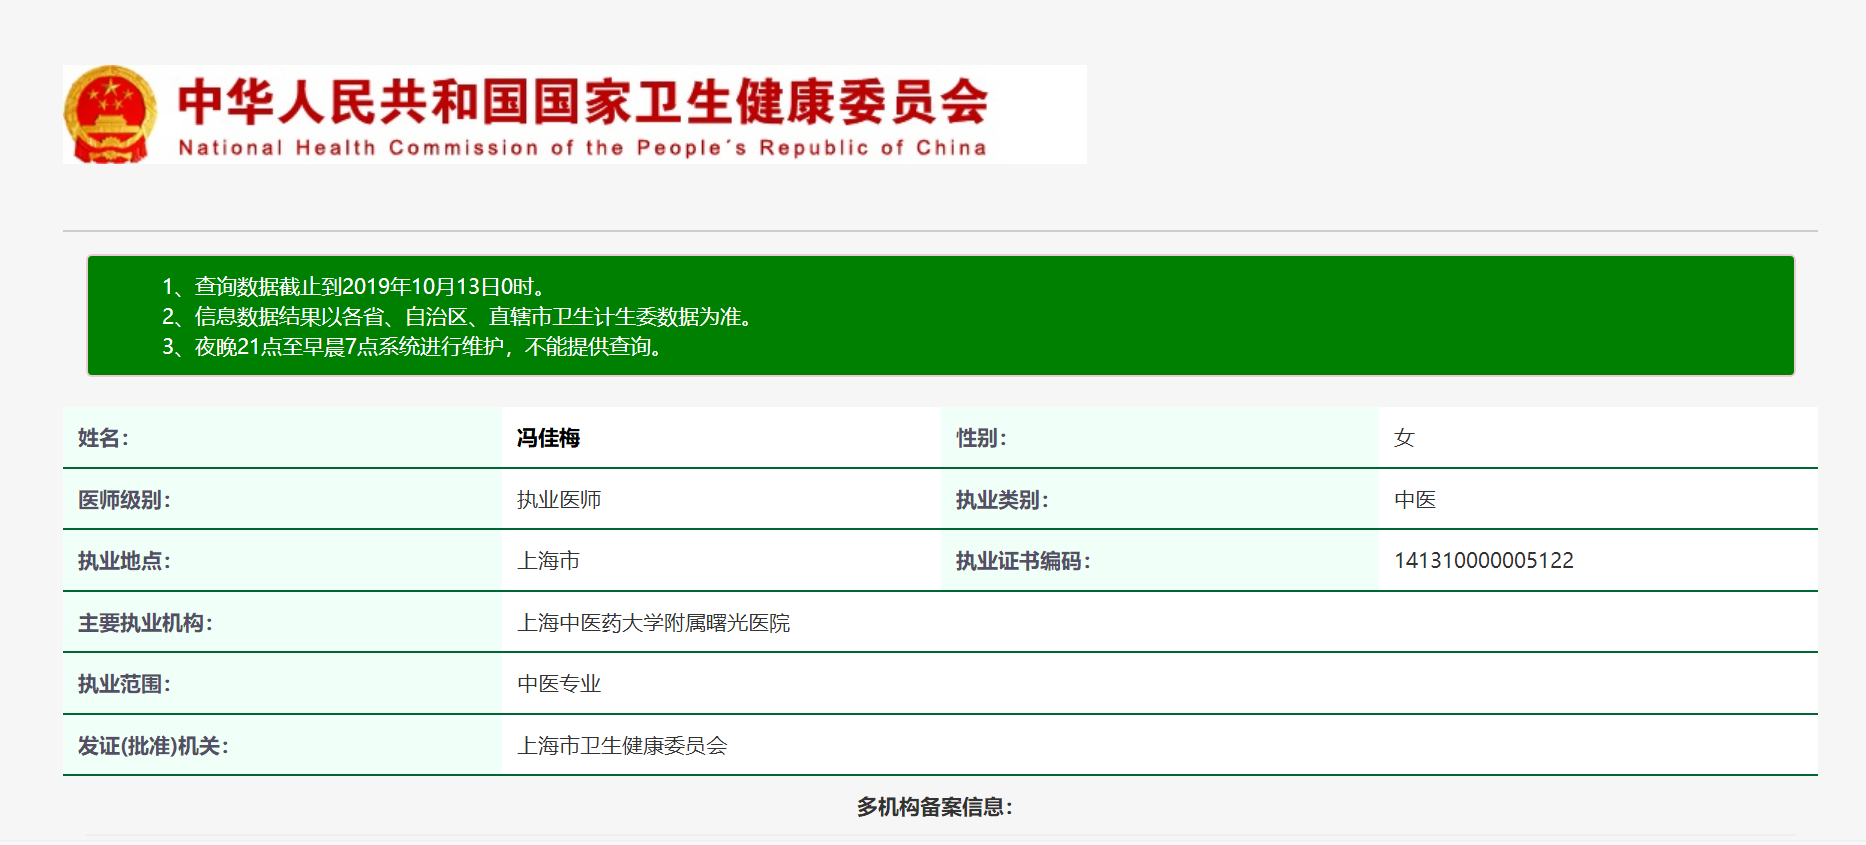 中华人民共和国国家卫生健康委员会
National Health Commission of the People's Republic of China
1、查询数据截止到2019年10月13日0时。
2、信息数据结果以各省、自治区、直辖市卫生计生委数据为准。
3、夜晚21点至早晨7点系统进行维护，不能提供查询。
姓名： 冯佳梅 性别： 女
医师级别： 执业医师 执业类别： 中医
执业地点： 上海市 执业证书编码： 141310000005122
主要执业机构： 上海中医药大学附属曙光医院
执业范围： 中医专业
发证(批准)机关： 上海市卫生健康委员会
多机构备案信息：